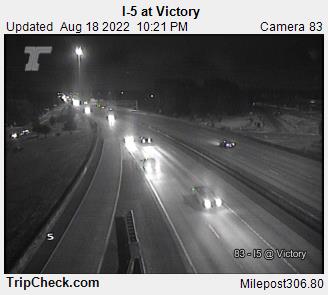 I-5 at Victory
Updated Aug 18 2022 10:21 PM Camera 83
T
S
83 - I5 @ Victory
TripCheck.com Milepost306.80